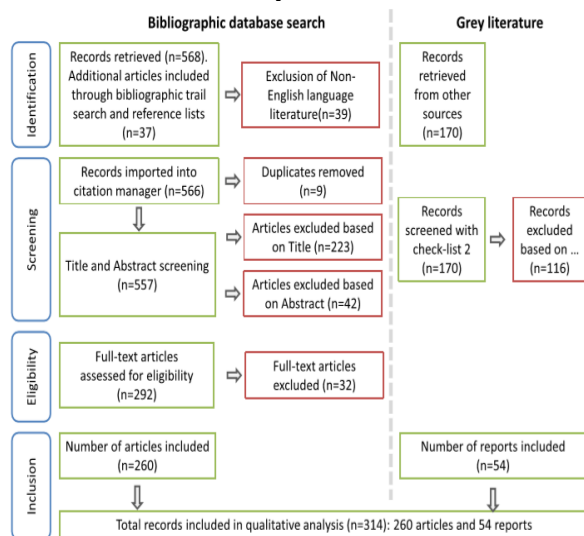 Bibliographic database search
Grey literature
Identification
Records retrieved (n=568).
Additional articles included
through bibliographic trail
search and reference lists
(n=37)
Exclusion of Non-
English language
literature(n=39)
Records
retrieved
from other
sources
(n=170)
Screening
Records imported into
citation manager (n=566)
Duplicates removed
(n=9)
Title and Abstract screening
(n=557)
Articles excluded based
on Title (n=223)
Articles excluded based
on Abstract (n=42)
Records
screened with
check-list 2
(n=170)
Records
excluded
based on ...
(n=116)
Eligibility
Full-text articles
assessed for eligibility
(n=292)
Full-text articles
excluded (n=32)
Inclusion
Number of articles included
(n=260)
Number of reports included
(n=54)
Total records included in qualitative analysis (n=314): 260 articles and 54 reports